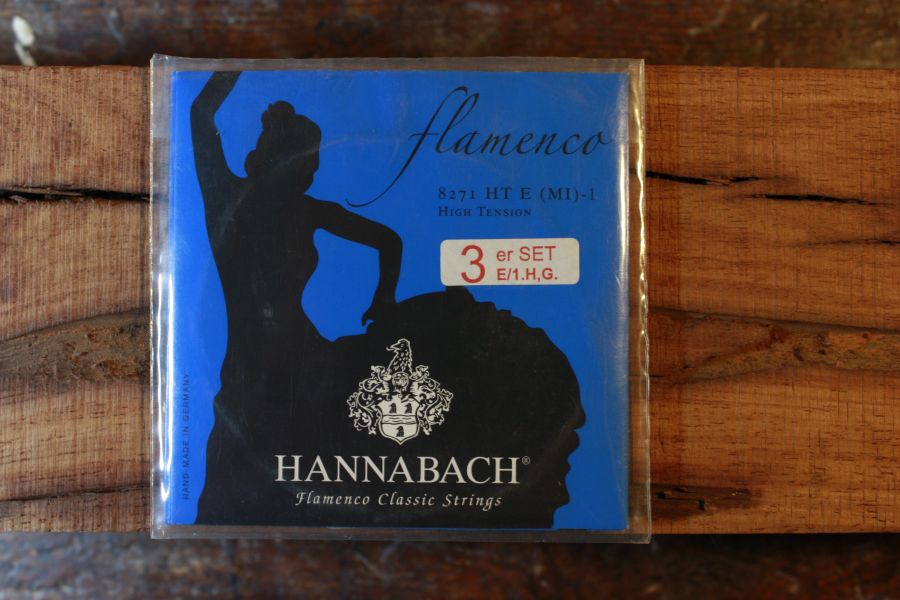 flamenco
8271 HT E (MI)-1
High Tension
3 er SET
E/1.H,G.
HAND MADE IN GERMANY
HANNABACH®
Flamenco Classic Strings